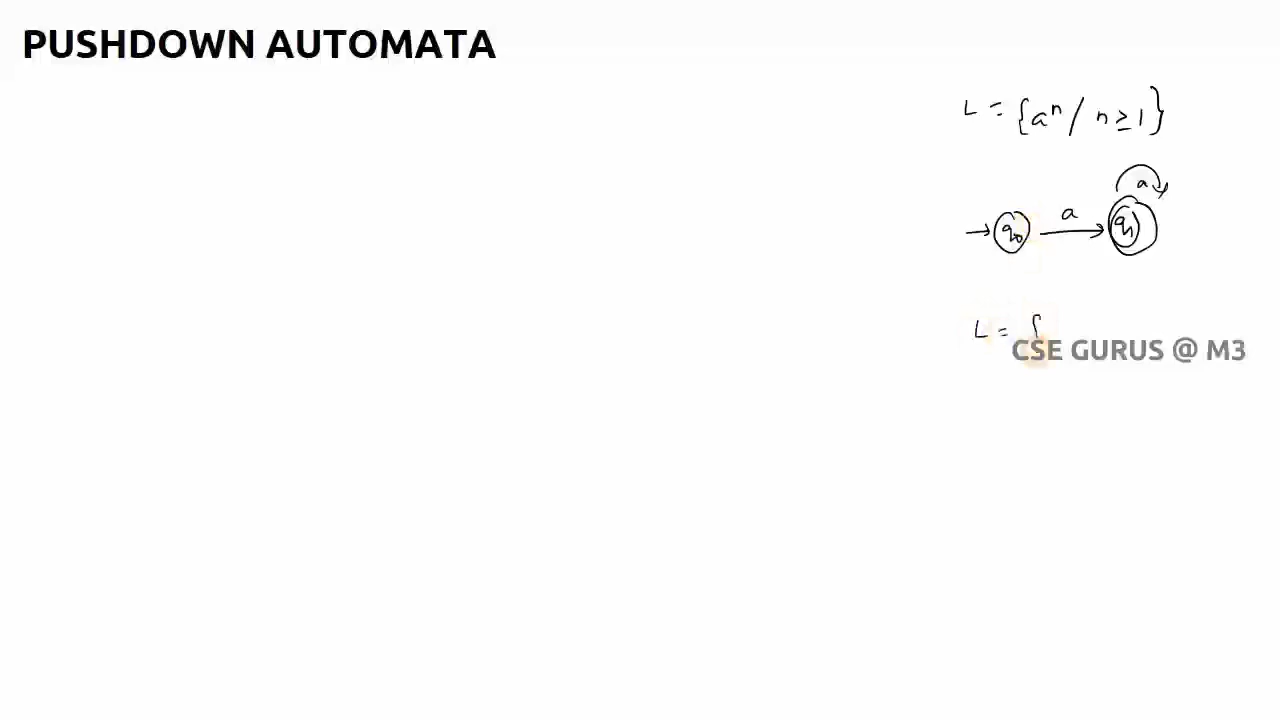 PUSHDOWN AUTOMATA
L = {aⁿ / n ≥ 1}
a
→ q₀ a q₁
L = {
CSE GURUS @ M3